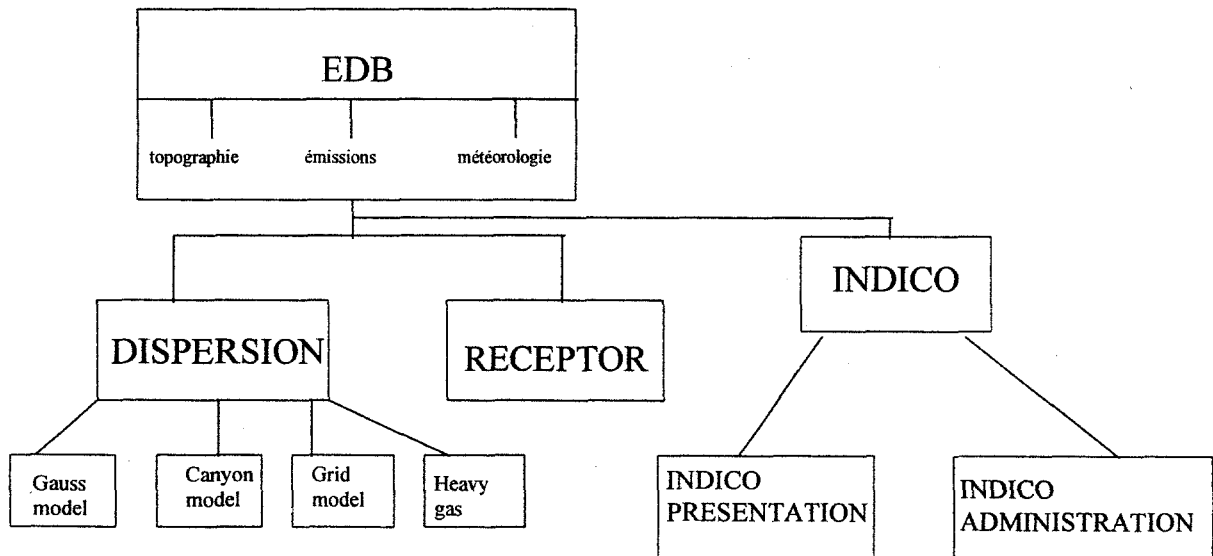 EDB
topographie émissions météorologie
INDICO
DISPERSION
RECEPTOR
Gauss
model
Canyon
model
Grid
model
Heavy
gas
INDICO
PRESENTATION
INDICO
ADMINISTRATION